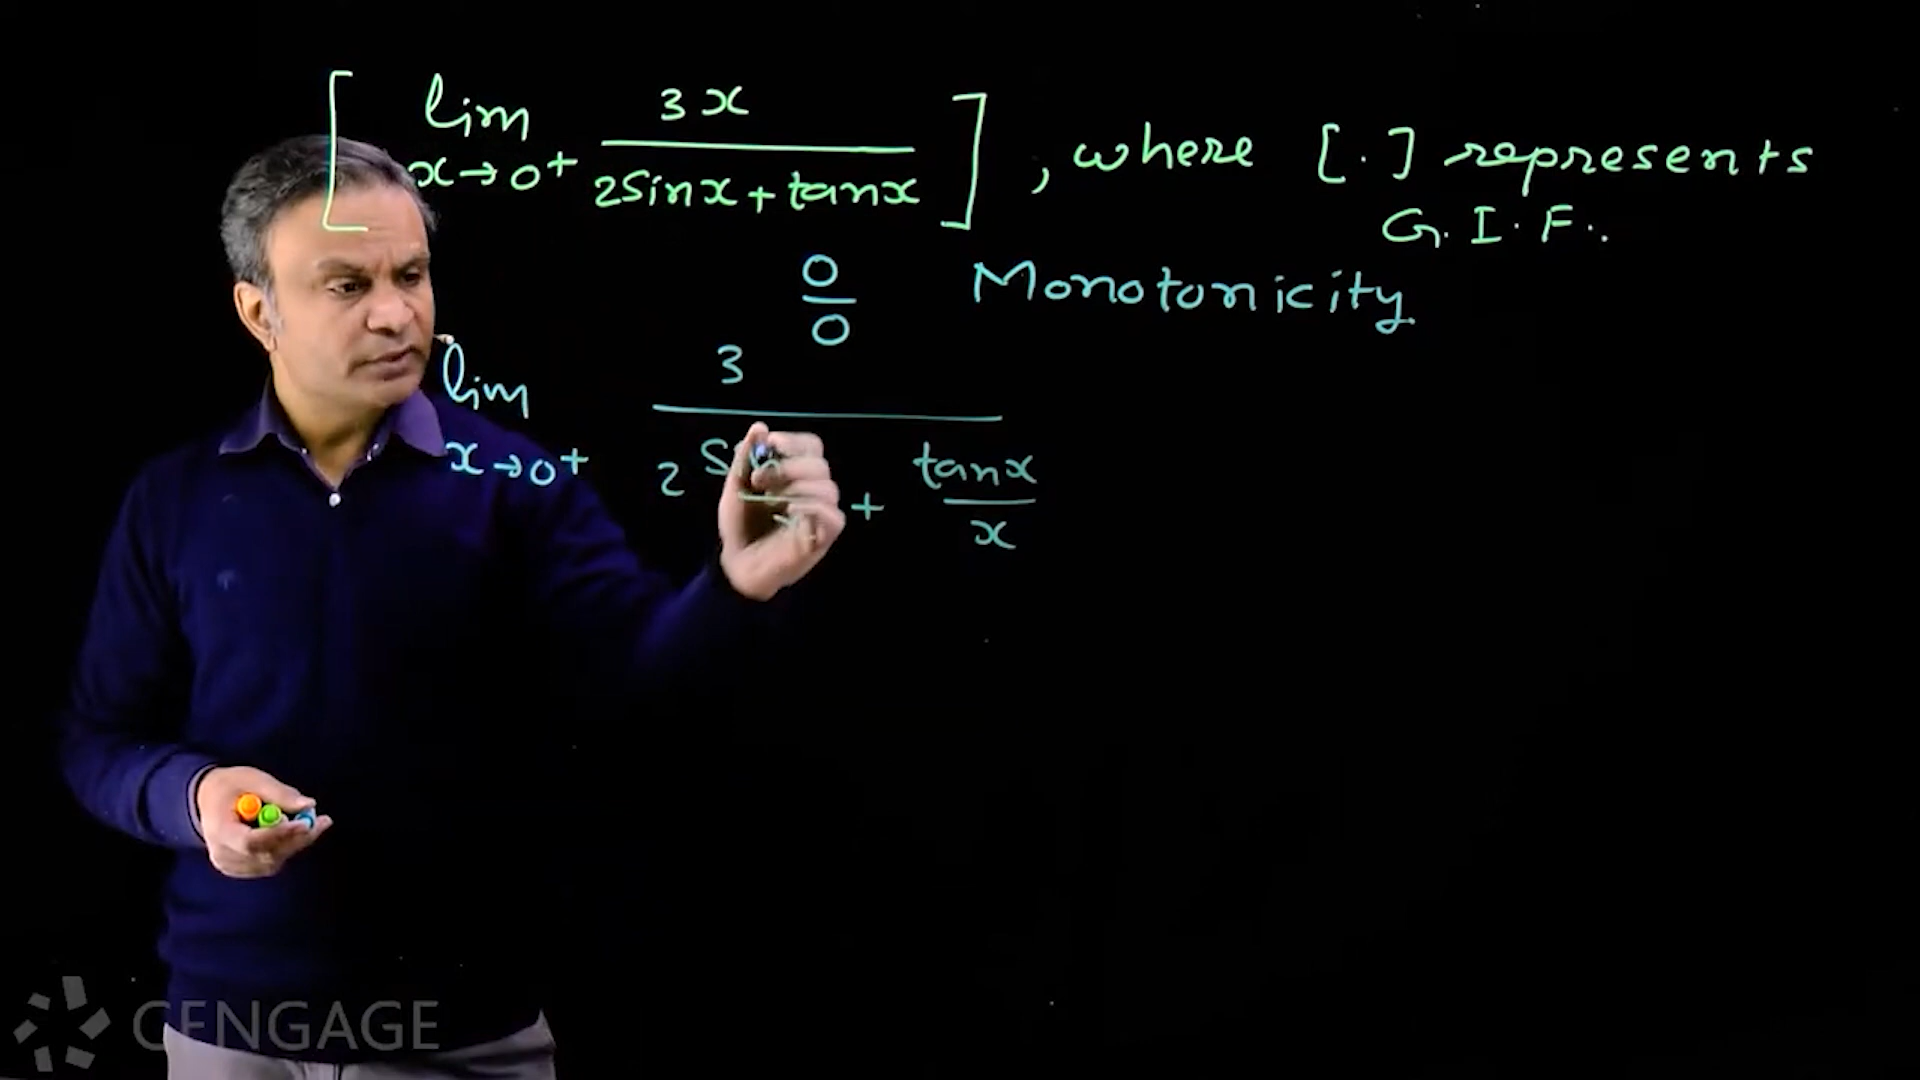 [ lim x→0+ 3x / 2sinx + tanx ] , where [.] represents
G.I.F.
0/0 Monotonicity
lim x→0+ 3 / 2 + tanx/x
CENGAGE